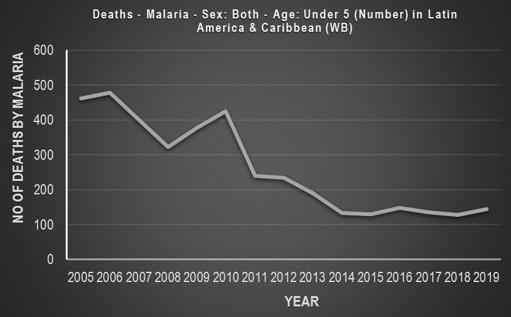 Deaths - Malaria - Sex: Both - Age: Under 5 (Number) in Latin
America & Caribbean (WB)
NO OF DEATHS BY MALARIA
600
500
400
300
200
100
0
2005 2006 2007 2008 2009 2010 2011 2012 2013 2014 2015 2016 2017 2018 2019
YEAR